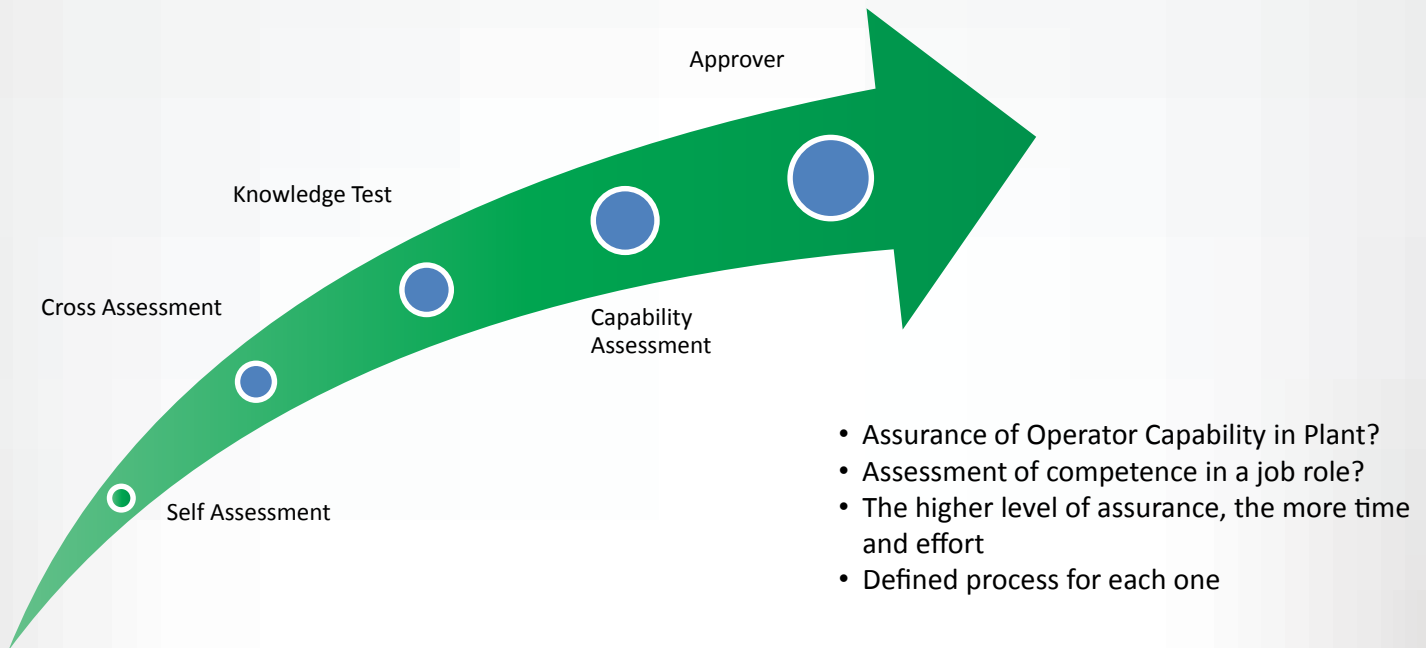 Approver
Knowledge Test
Cross Assessment
Capability
Assessment
Self Assessment
• Assurance of Operator Capability in Plant?
• Assessment of competence in a job role?
• The higher level of assurance, the more time
and effort
• Defined process for each one